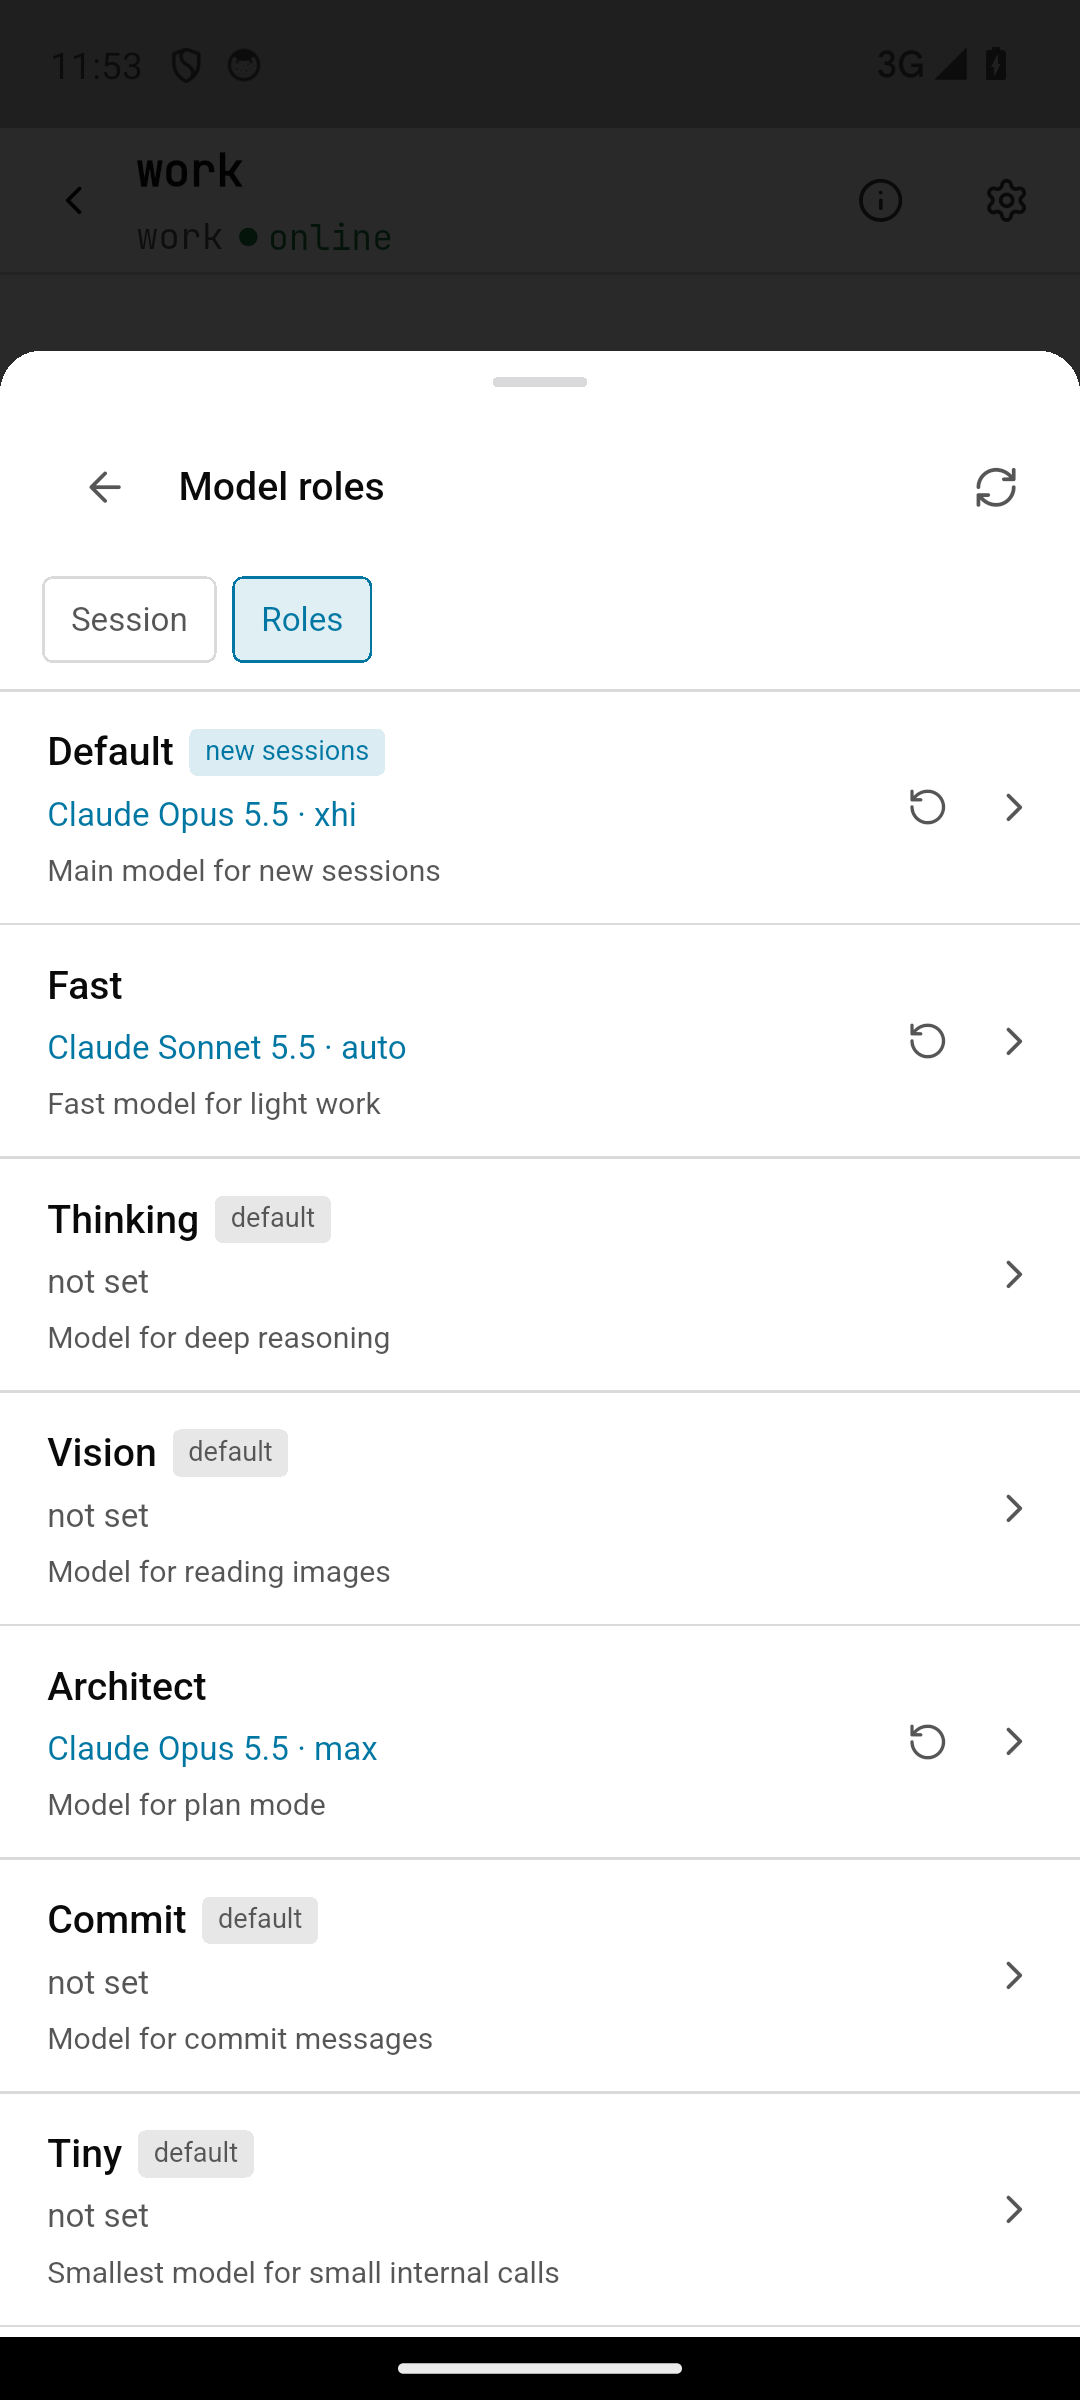 11:53
3G
work
work online
Model roles
Session Roles
Default new sessions
Claude Opus 5.5 · xhi
Main model for new sessions
Fast
Claude Sonnet 5.5 · auto
Fast model for light work
Thinking default
not set
Model for deep reasoning
Vision default
not set
Model for reading images
Architect
Claude Opus 5.5 · max
Model for plan mode
Commit default
not set
Model for commit messages
Tiny default
not set
Smallest model for small internal calls